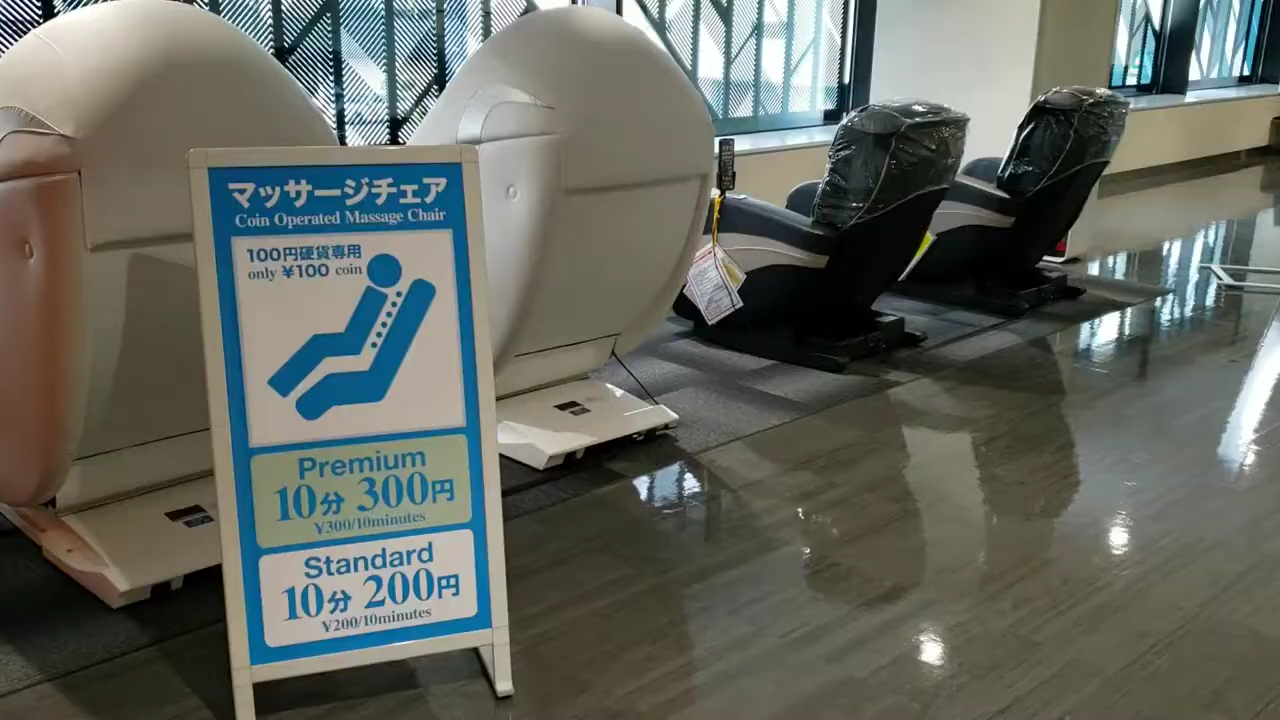 マッサージチェア
Coin Operated Massage Chair
100円硬貨専用
only ¥100 coin
Premium
10分 300円
¥300/10minutes
Standard
10分 200円
¥200/10minutes